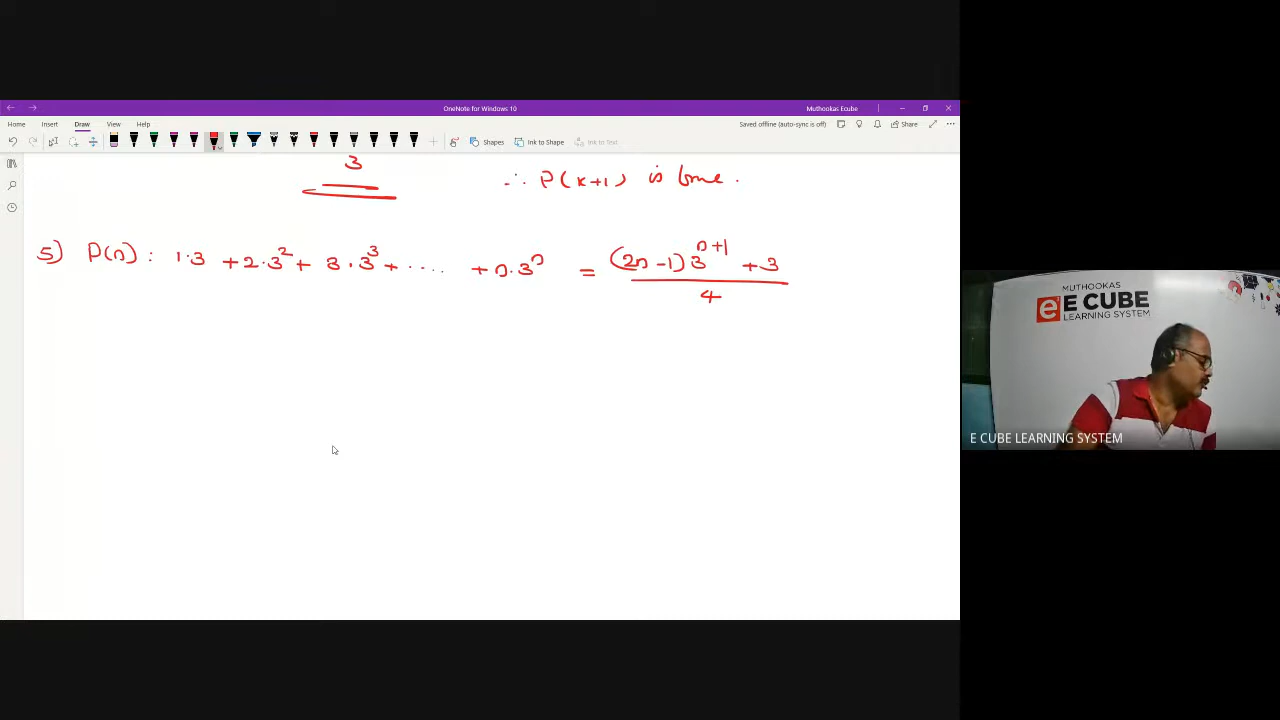 OneNote for Windows 10
Muthookas Ecube
Home Insert Draw View Help
Saved offline (auto-sync is off) Share
Shapes Ink to Shape Ink to Text
3
∴ P(k+1) is true.
5) P(n): 1·3 + 2·3² + 3·3³ + ···· + n·3ⁿ = (2n-1)3ⁿ⁺¹ + 3
4
MUTHOOKAS
e E CUBE
LEARNING SYSTEM
E CUBE LEARNING SYSTEM